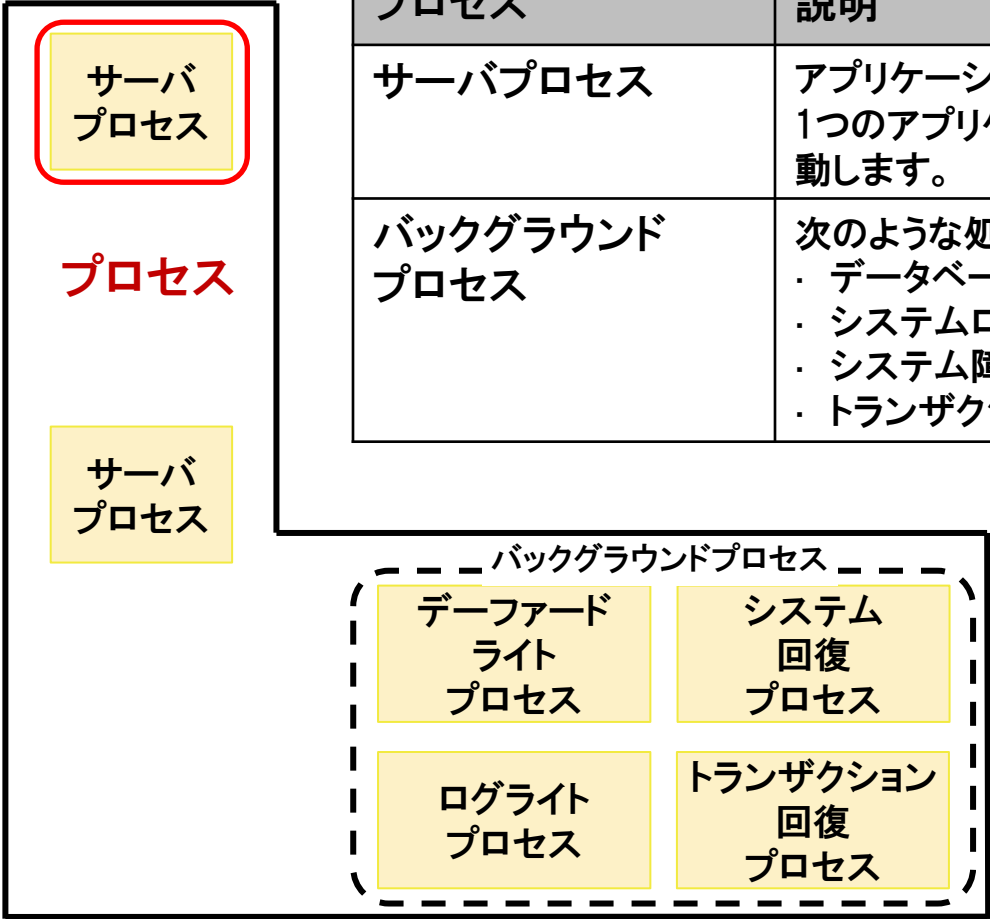 プロセス
説明
サーバ
プロセス
サーバプロセス
アプリケーシ
1つのアプリケ
動します。
プロセス
バックグラウンド
プロセス
次のような処
· データベー
· システムロ
· システム障
· トランザク
サーバ
プロセス
バックグラウンドプロセス
デーファード
ライト
プロセス
システム
回復
プロセス
ログライト
プロセス
トランザクション
回復
プロセス